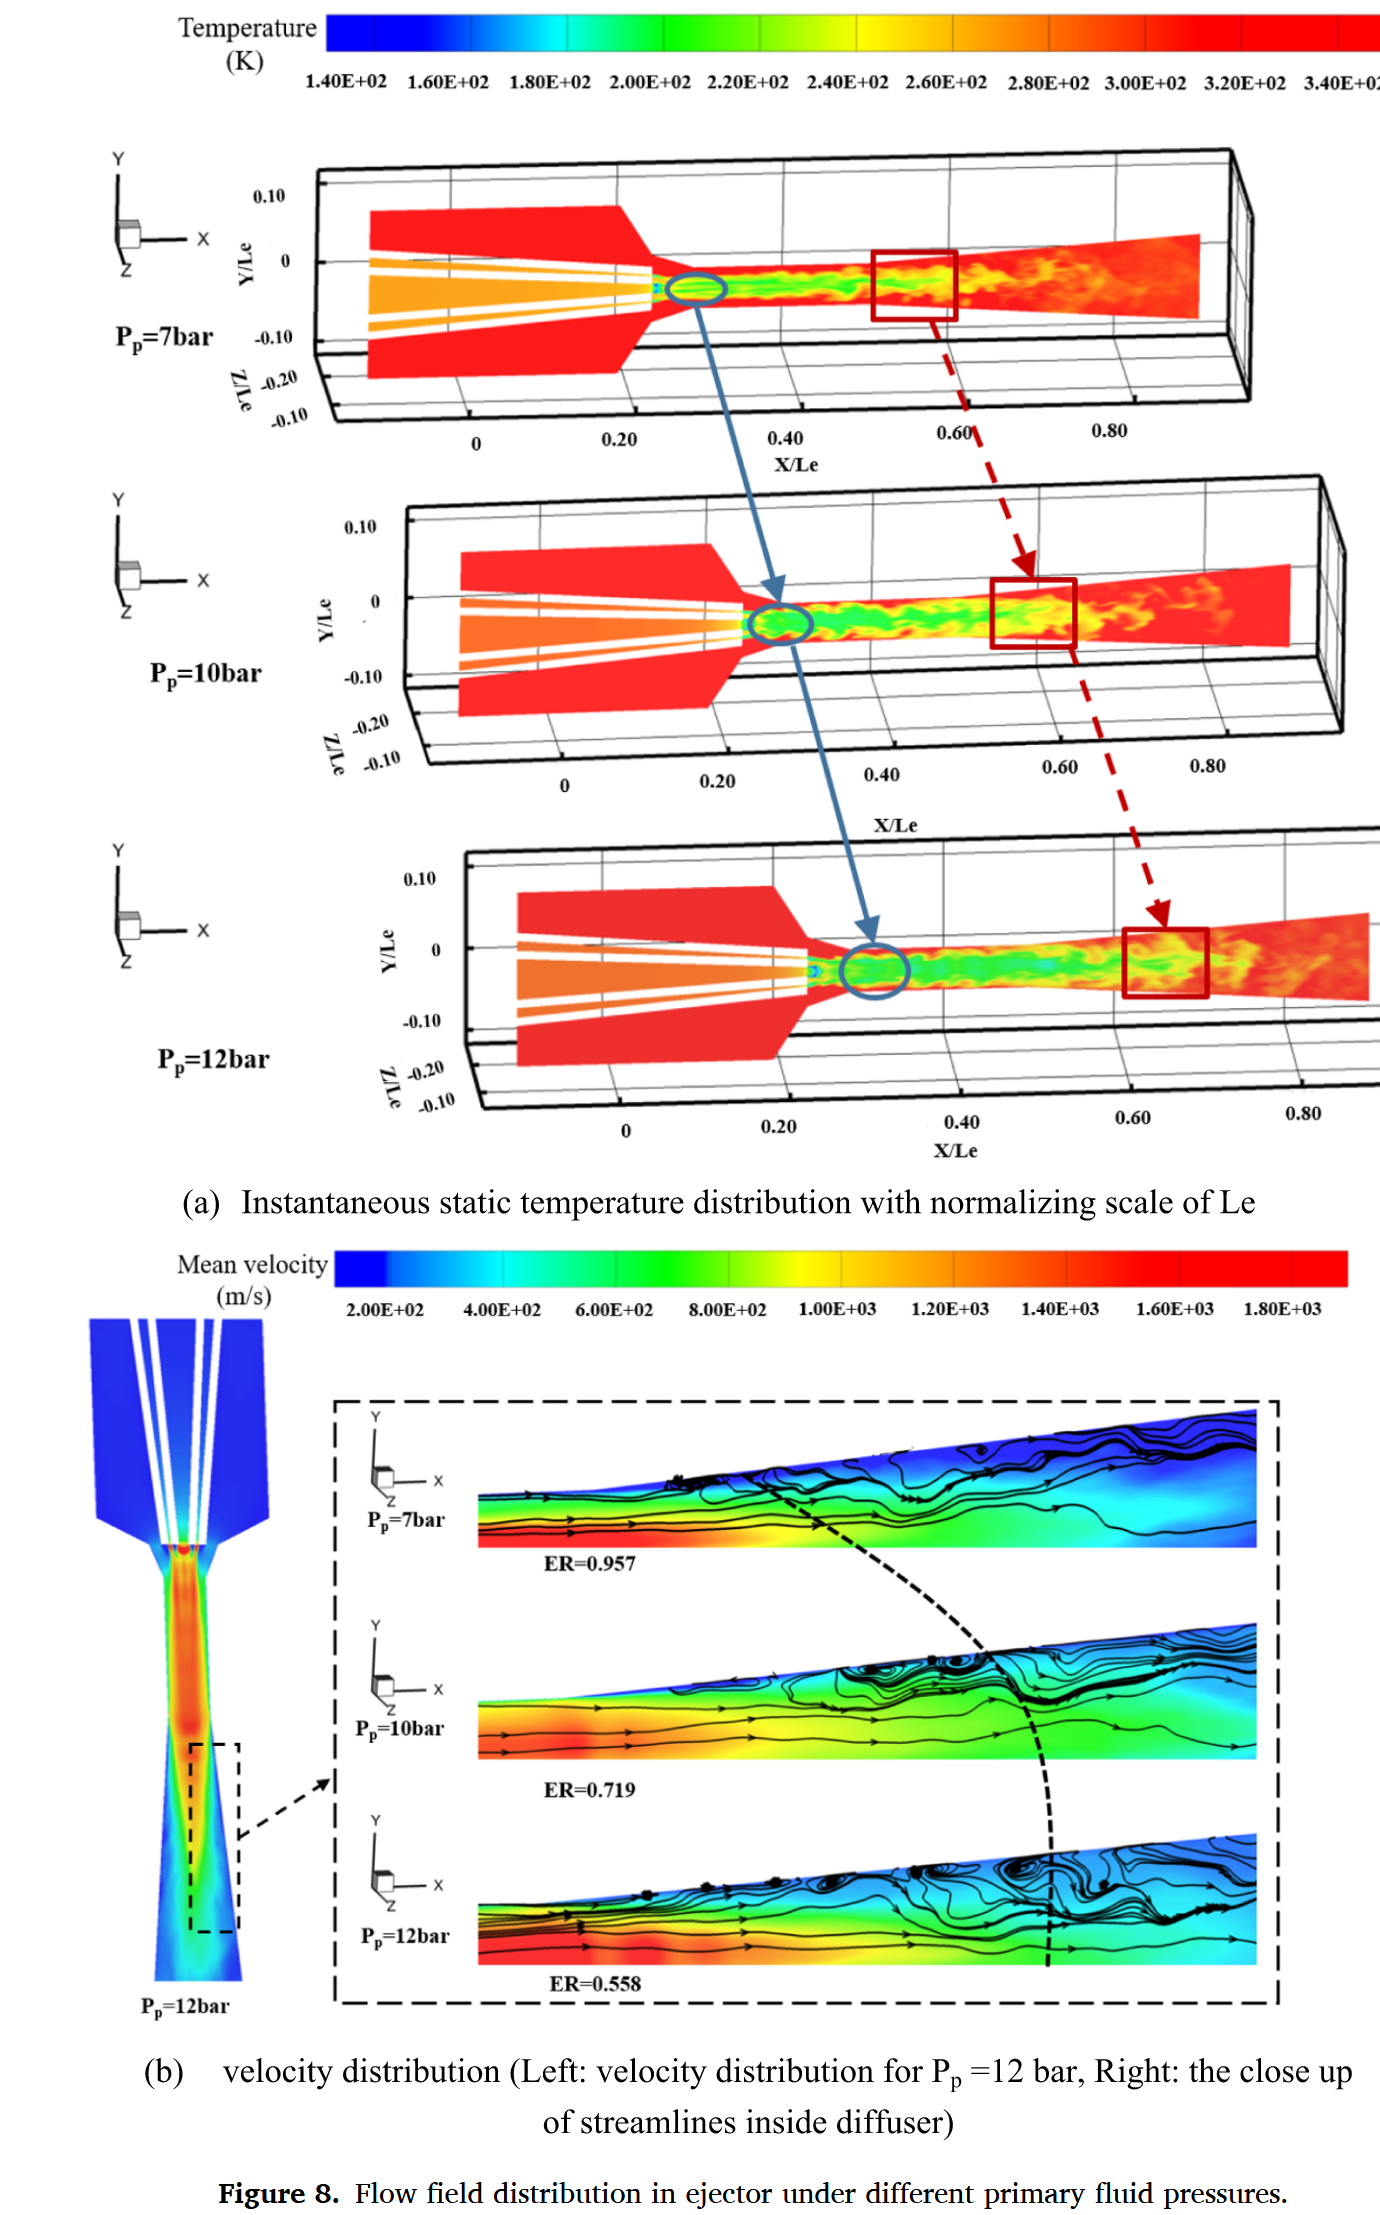 Temperature
(K)
1.40E+02 1.60E+02 1.80E+02 2.00E+02 2.20E+02 2.40E+02 2.60E+02 2.80E+02 3.00E+02 3.20E+02 3.40E+02
Y
X
Z
Pp=7bar
Y/Le
0.10
0
-0.10
Z/Le
-0.20
-0.10
0 0.20 0.40 0.60 0.80
X/Le
Y
X
Z
Pp=10bar
Y/Le
0.10
0
-0.10
Z/Le
-0.20
-0.10
0 0.20 0.40 0.60 0.80
X/Le
Y
X
Z
Pp=12bar
Y/Le
0.10
0
-0.10
Z/Le
-0.20
-0.10
0 0.20 0.40 0.60 0.80
X/Le
(a) Instantaneous static temperature distribution with normalizing scale of Le
Mean velocity
(m/s)
2.00E+02 4.00E+02 6.00E+02 8.00E+02 1.00E+03 1.20E+03 1.40E+03 1.60E+03 1.80E+03
Y
X
Z
Pp=7bar
ER=0.957
Y
X
Z
Pp=10bar
ER=0.719
Y
X
Z
Pp=12bar
ER=0.558
Pp=12bar
(b) velocity distribution (Left: velocity distribution for Pp =12 bar, Right: the close up
of streamlines inside diffuser)
Figure 8. Flow field distribution in ejector under different primary fluid pressures.